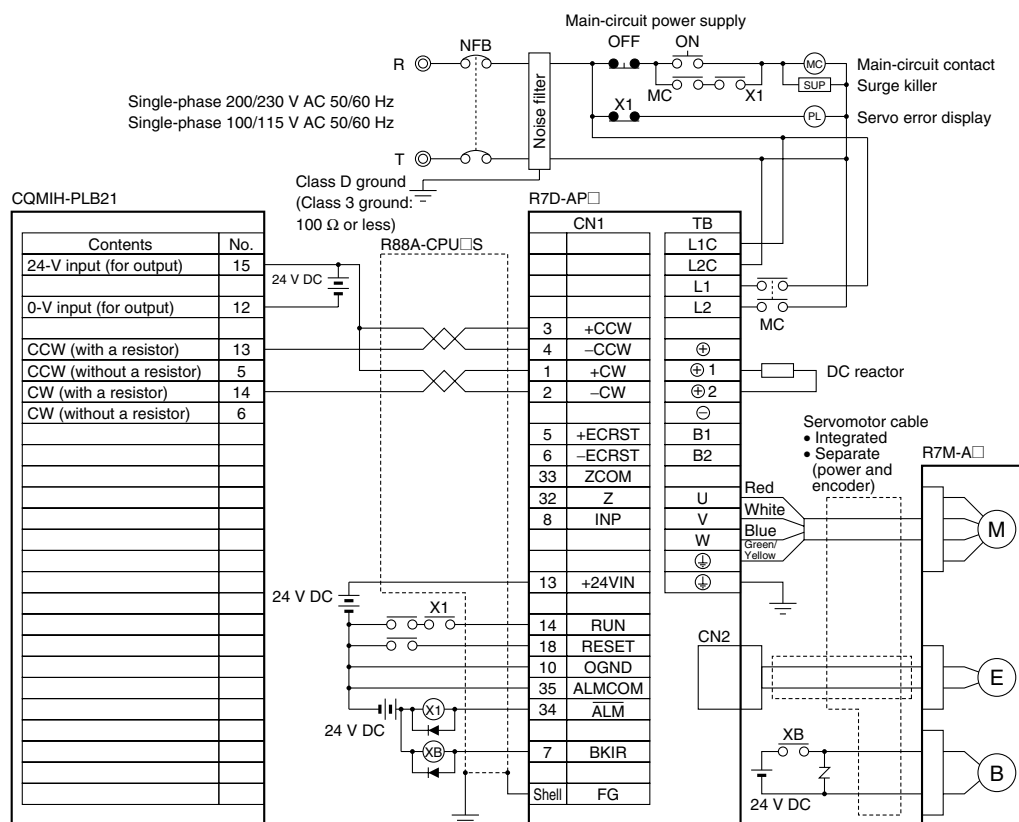 Main-circuit power supply
NFB
OFF
ON
R
MC
Main-circuit contact
Noise filter
MC
X1
SUP
Surge killer
Single-phase 200/230 V AC 50/60 Hz
X1
PL
Servo error display
Single-phase 100/115 V AC 50/60 Hz
T
Class D ground
(Class 3 ground:
100 Ω or less)
CQMIH-PLB21
R7D-AP□
R88A-CPU□S
Contents No.
24-V input (for output) 15
0-V input (for output) 12
CCW (with a resistor) 13
CCW (without a resistor) 5
CW (with a resistor) 14
CW (without a resistor) 6
24 V DC
CN1
3 +CCW
4 –CCW
1 +CW
2 –CW
5 +ECRST
6 –ECRST
33 ZCOM
32 Z
8 INP
13 +24VIN
14 RUN
18 RESET
10 OGND
35 ALMCOM
34 ALM
7 BKIR
Shell FG
TB
L1C
L2C
L1
L2
⊕
⊕ 1
⊕ 2
⊖
B1
B2
U
V
W
MC
DC reactor
Servomotor cable
• Integrated
• Separate
(power and
encoder)
R7M-A□
Red
White
Blue
Green/
Yellow
M
24 V DC
X1
X1
24 V DC
XB
CN2
E
XB
24 V DC
B